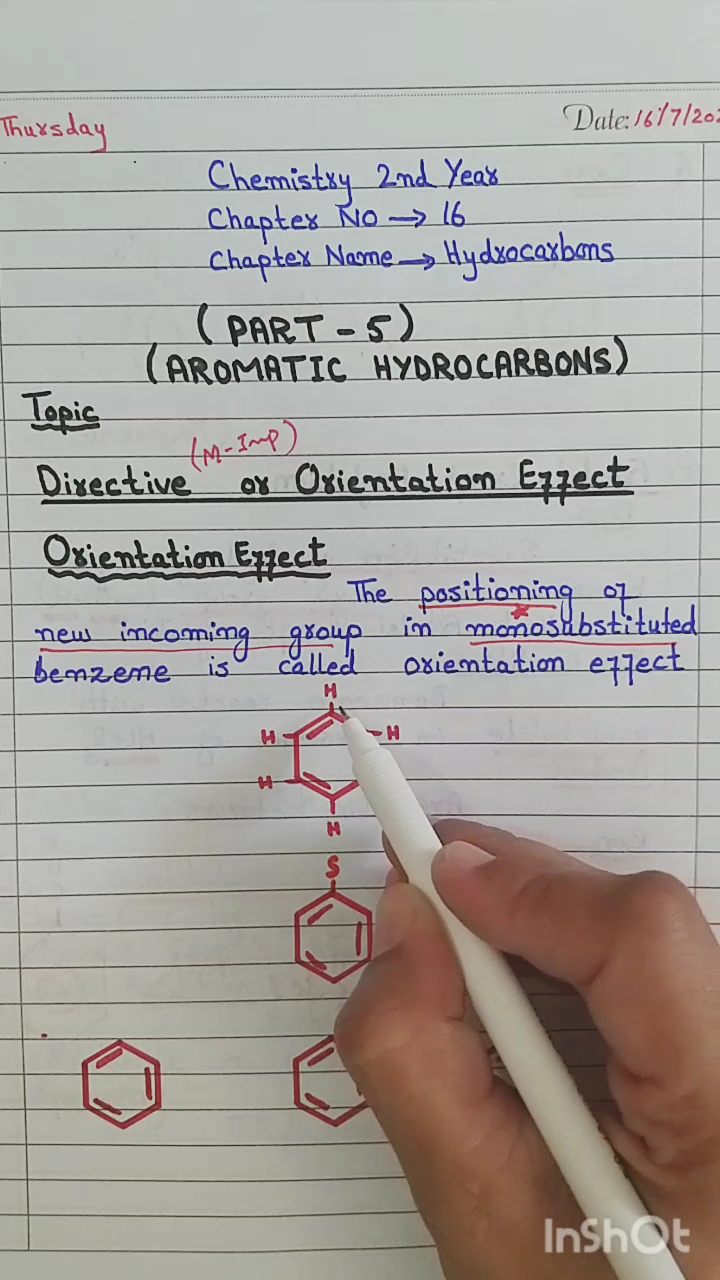 Thursday
Date: 16/7/202
Chemistry 2nd Year
Chapter No → 16
Chapter Name → Hydrocarbons
(PART - 5)
(AROMATIC HYDROCARBONS)
Topic
(M-Imp)
Directive or Orientation Effect
Orientation Effect
The positioning of
new incoming group in monosubstituted
benzene is called orientation effect
H
H H
H
H
S
InShOt